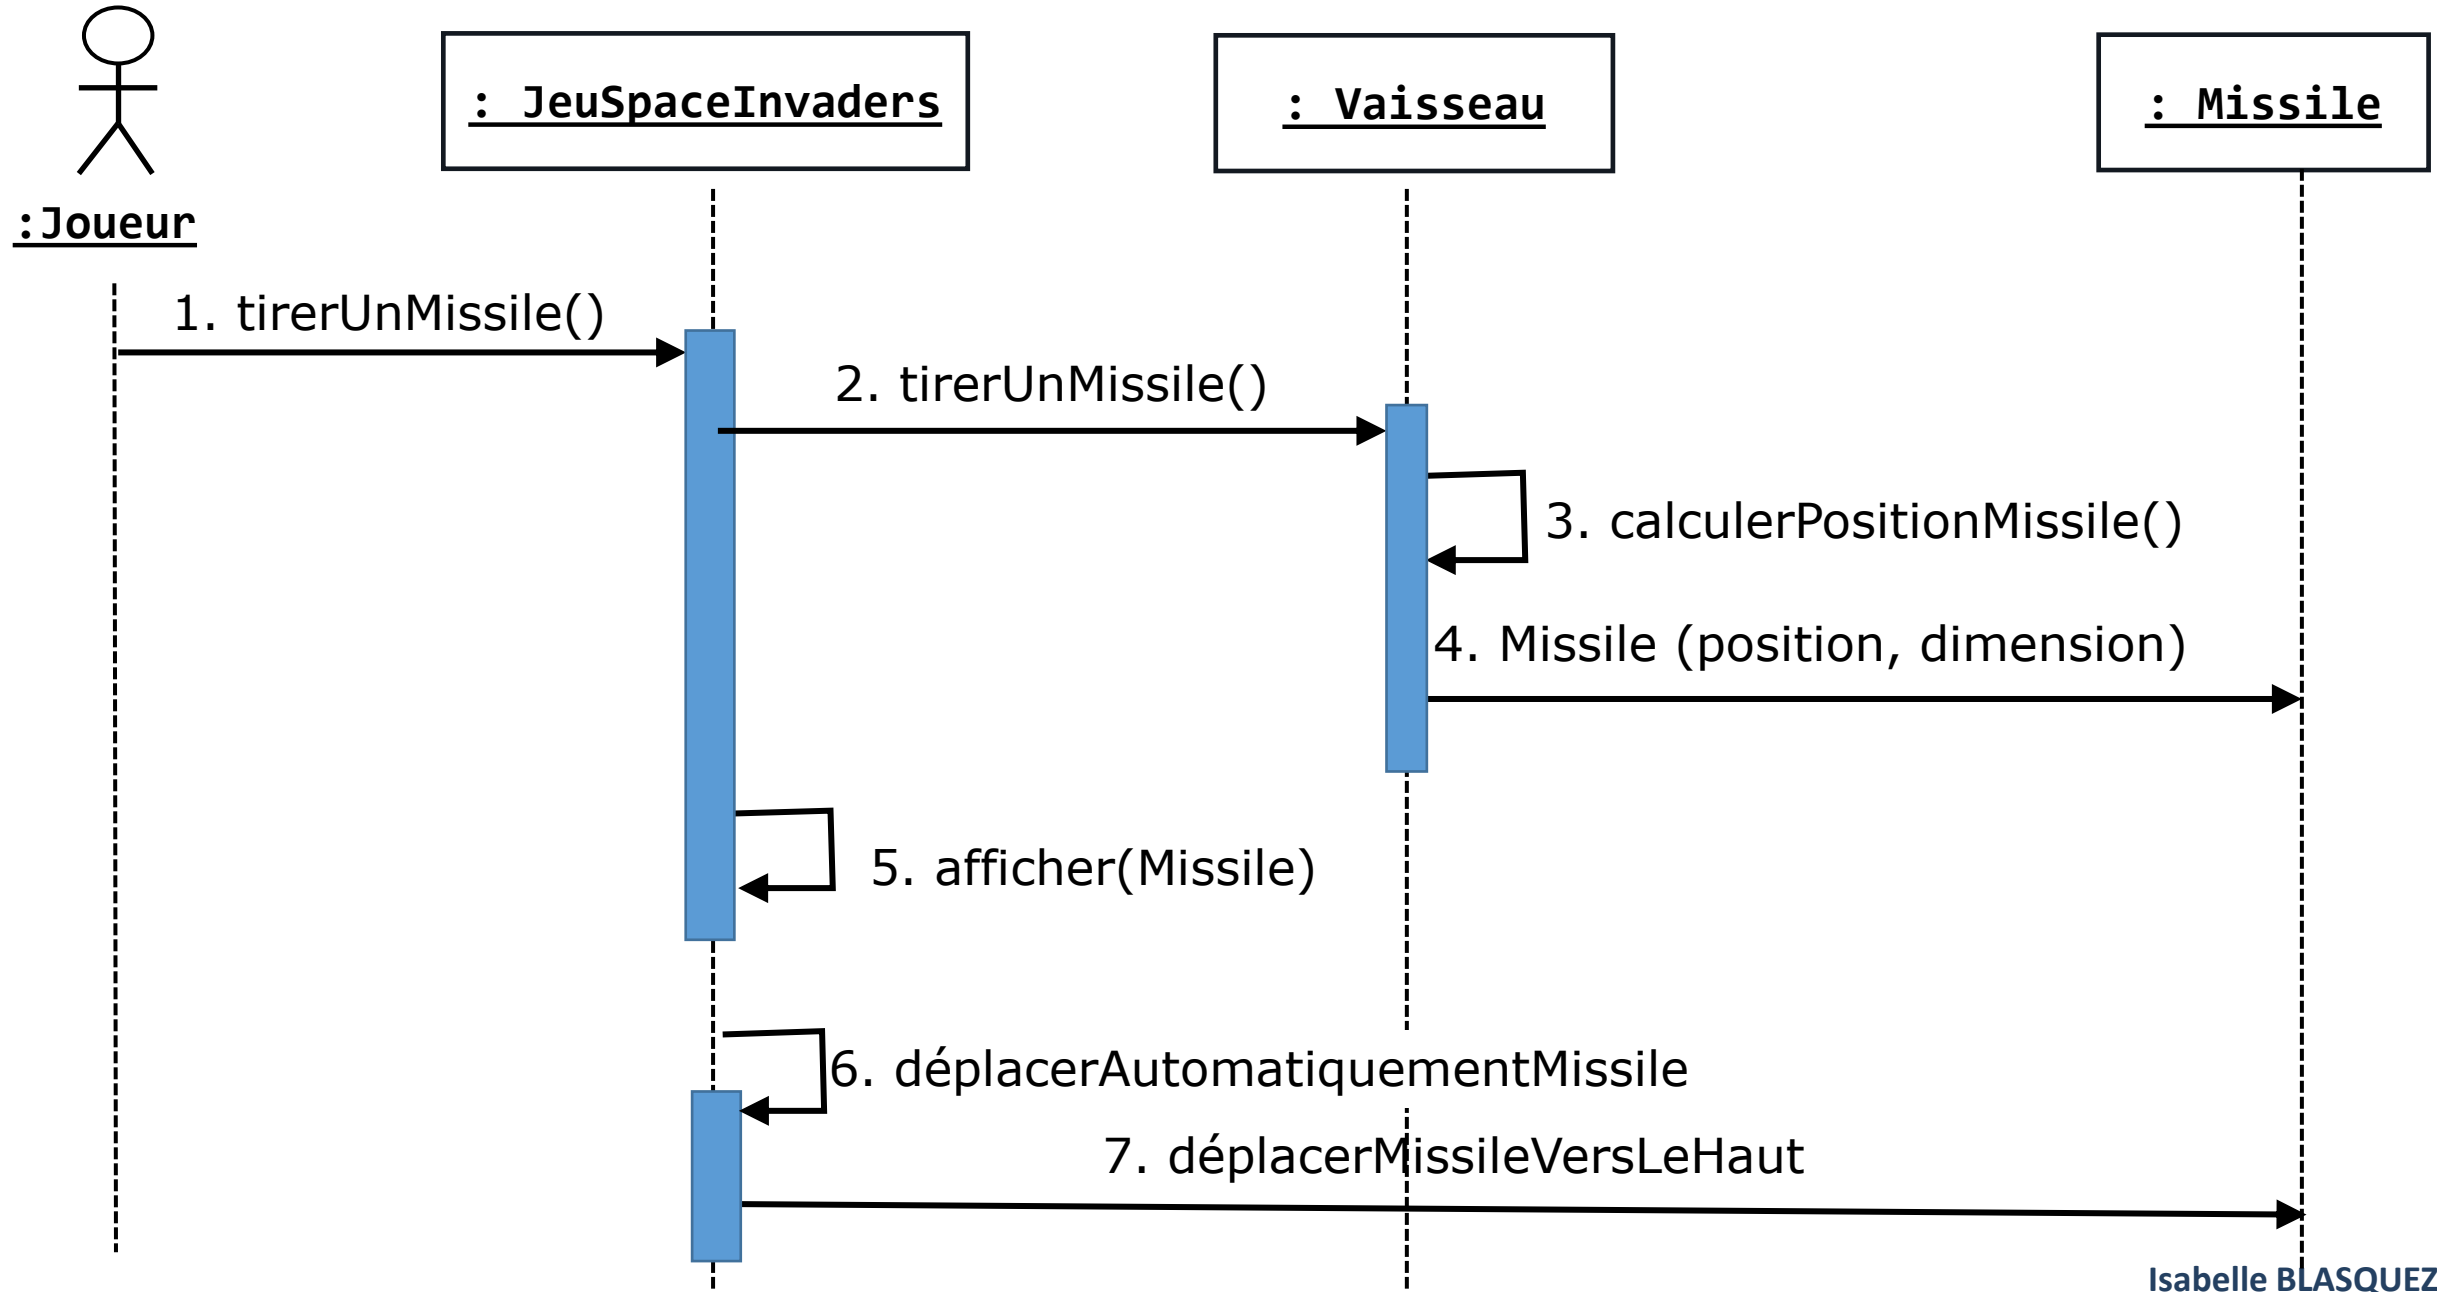 : JeuSpaceInvaders
: Vaisseau
: Missile
:Joueur
1. tirerUnMissile()
2. tirerUnMissile()
3. calculerPositionMissile()
4. Missile (position, dimension)
5. afficher(Missile)
6. déplacerAutomatiquementMissile
7. déplacerMissileVersLeHaut
Isabelle BLASQUEZ